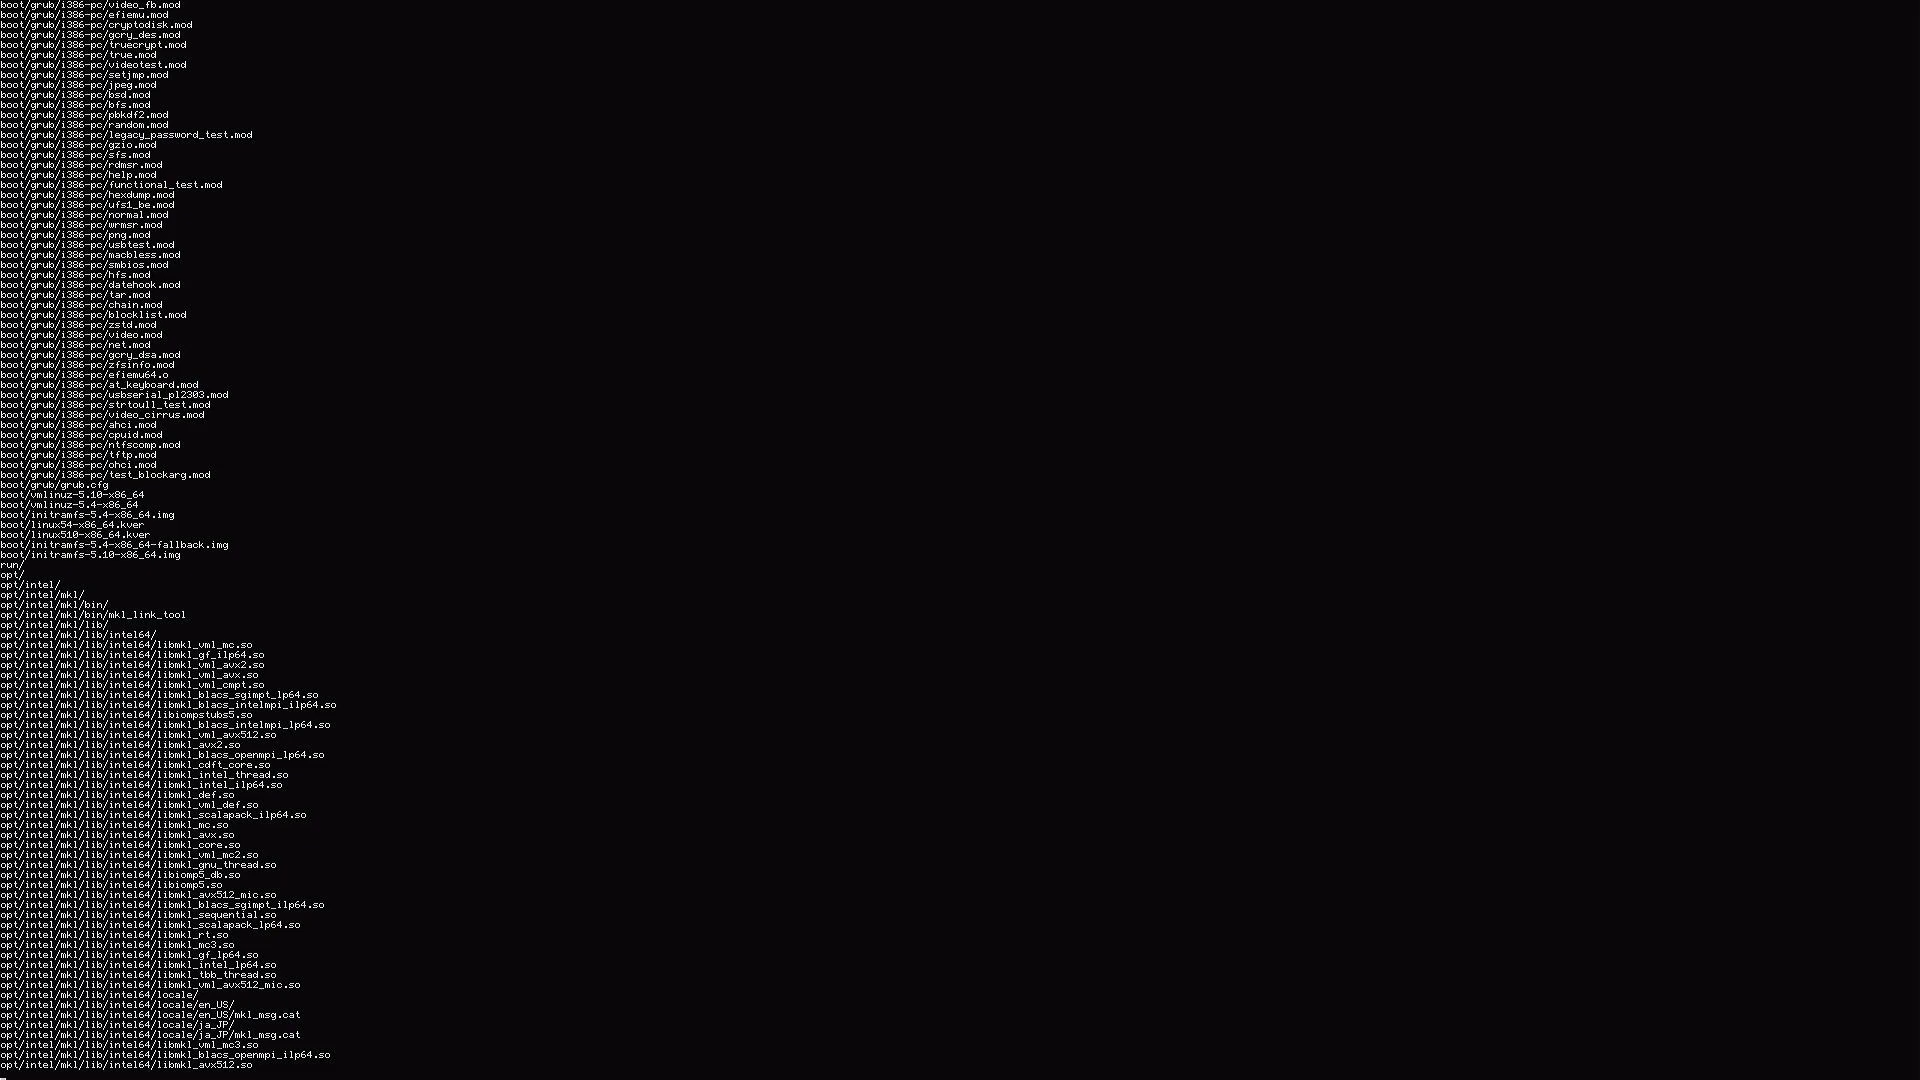 boot/grub/i386-pc/video_fb.mod
boot/grub/i386-pc/efiemu.mod
boot/grub/i386-pc/cryptodisk.mod
boot/grub/i386-pc/gcry_des.mod
boot/grub/i386-pc/truecrypt.mod
boot/grub/i386-pc/true.mod
boot/grub/i386-pc/videotest.mod
boot/grub/i386-pc/setjmp.mod
boot/grub/i386-pc/jpeg.mod
boot/grub/i386-pc/bsd.mod
boot/grub/i386-pc/bfs.mod
boot/grub/i386-pc/pbkdf2.mod
boot/grub/i386-pc/random.mod
boot/grub/i386-pc/legacy_password_test.mod
boot/grub/i386-pc/gzio.mod
boot/grub/i386-pc/sfs.mod
boot/grub/i386-pc/rdmsr.mod
boot/grub/i386-pc/help.mod
boot/grub/i386-pc/functional_test.mod
boot/grub/i386-pc/hexdump.mod
boot/grub/i386-pc/ufs1_be.mod
boot/grub/i386-pc/normal.mod
boot/grub/i386-pc/wrmsr.mod
boot/grub/i386-pc/png.mod
boot/grub/i386-pc/usbtest.mod
boot/grub/i386-pc/macbless.mod
boot/grub/i386-pc/smbios.mod
boot/grub/i386-pc/hfs.mod
boot/grub/i386-pc/datehook.mod
boot/grub/i386-pc/tar.mod
boot/grub/i386-pc/chain.mod
boot/grub/i386-pc/blocklist.mod
boot/grub/i386-pc/zstd.mod
boot/grub/i386-pc/video.mod
boot/grub/i386-pc/net.mod
boot/grub/i386-pc/gcry_dsa.mod
boot/grub/i386-pc/zfsinfo.mod
boot/grub/i386-pc/efiemu64.o
boot/grub/i386-pc/at_keyboard.mod
boot/grub/i386-pc/usbserial_pl2303.mod
boot/grub/i386-pc/strtoull_test.mod
boot/grub/i386-pc/video_cirrus.mod
boot/grub/i386-pc/ahci.mod
boot/grub/i386-pc/cpuid.mod
boot/grub/i386-pc/ntfscomp.mod
boot/grub/i386-pc/tftp.mod
boot/grub/i386-pc/ohci.mod
boot/grub/i386-pc/test_blockarg.mod
boot/grub/grub.cfg
boot/vmlinuz-5.10-x86_64
boot/vmlinuz-5.4-x86_64
boot/initramfs-5.4-x86_64.img
boot/linux54-x86_64.kver
boot/linux510-x86_64.kver
boot/initramfs-5.4-x86_64-fallback.img
boot/initramfs-5.10-x86_64.img
run/
opt/
opt/intel/
opt/intel/mkl/
opt/intel/mkl/bin/
opt/intel/mkl/bin/mkl_link_tool
opt/intel/mkl/lib/
opt/intel/mkl/lib/intel64/
opt/intel/mkl/lib/intel64/libmkl_vml_mc.so
opt/intel/mkl/lib/intel64/libmkl_gf_ilp64.so
opt/intel/mkl/lib/intel64/libmkl_vml_avx2.so
opt/intel/mkl/lib/intel64/libmkl_vml_avx.so
opt/intel/mkl/lib/intel64/libmkl_vml_cmpt.so
opt/intel/mkl/lib/intel64/libmkl_blacs_sgimpt_lp64.so
opt/intel/mkl/lib/intel64/libmkl_blacs_intelmpi_ilp64.so
opt/intel/mkl/lib/intel64/libiompstubs5.so
opt/intel/mkl/lib/intel64/libmkl_blacs_intelmpi_lp64.so
opt/intel/mkl/lib/intel64/libmkl_vml_avx512.so
opt/intel/mkl/lib/intel64/libmkl_avx2.so
opt/intel/mkl/lib/intel64/libmkl_blacs_openmpi_lp64.so
opt/intel/mkl/lib/intel64/libmkl_cdft_core.so
opt/intel/mkl/lib/intel64/libmkl_intel_thread.so
opt/intel/mkl/lib/intel64/libmkl_intel_ilp64.so
opt/intel/mkl/lib/intel64/libmkl_def.so
opt/intel/mkl/lib/intel64/libmkl_vml_def.so
opt/intel/mkl/lib/intel64/libmkl_scalapack_ilp64.so
opt/intel/mkl/lib/intel64/libmkl_mc.so
opt/intel/mkl/lib/intel64/libmkl_avx.so
opt/intel/mkl/lib/intel64/libmkl_core.so
opt/intel/mkl/lib/intel64/libmkl_vml_mc2.so
opt/intel/mkl/lib/intel64/libmkl_gnu_thread.so
opt/intel/mkl/lib/intel64/libiomp5_db.so
opt/intel/mkl/lib/intel64/libiomp5.so
opt/intel/mkl/lib/intel64/libmkl_avx512_mic.so
opt/intel/mkl/lib/intel64/libmkl_blacs_sgimpt_ilp64.so
opt/intel/mkl/lib/intel64/libmkl_sequential.so
opt/intel/mkl/lib/intel64/libmkl_scalapack_lp64.so
opt/intel/mkl/lib/intel64/libmkl_rt.so
opt/intel/mkl/lib/intel64/libmkl_mc3.so
opt/intel/mkl/lib/intel64/libmkl_gf_lp64.so
opt/intel/mkl/lib/intel64/libmkl_intel_lp64.so
opt/intel/mkl/lib/intel64/libmkl_tbb_thread.so
opt/intel/mkl/lib/intel64/libmkl_vml_avx512_mic.so
opt/intel/mkl/lib/intel64/locale/
opt/intel/mkl/lib/intel64/locale/en_US/
opt/intel/mkl/lib/intel64/locale/en_US/mkl_msg.cat
opt/intel/mkl/lib/intel64/locale/ja_JP/
opt/intel/mkl/lib/intel64/locale/ja_JP/mkl_msg.cat
opt/intel/mkl/lib/intel64/libmkl_vml_mc3.so
opt/intel/mkl/lib/intel64/libmkl_blacs_openmpi_ilp64.so
opt/intel/mkl/lib/intel64/libmkl_avx512.so